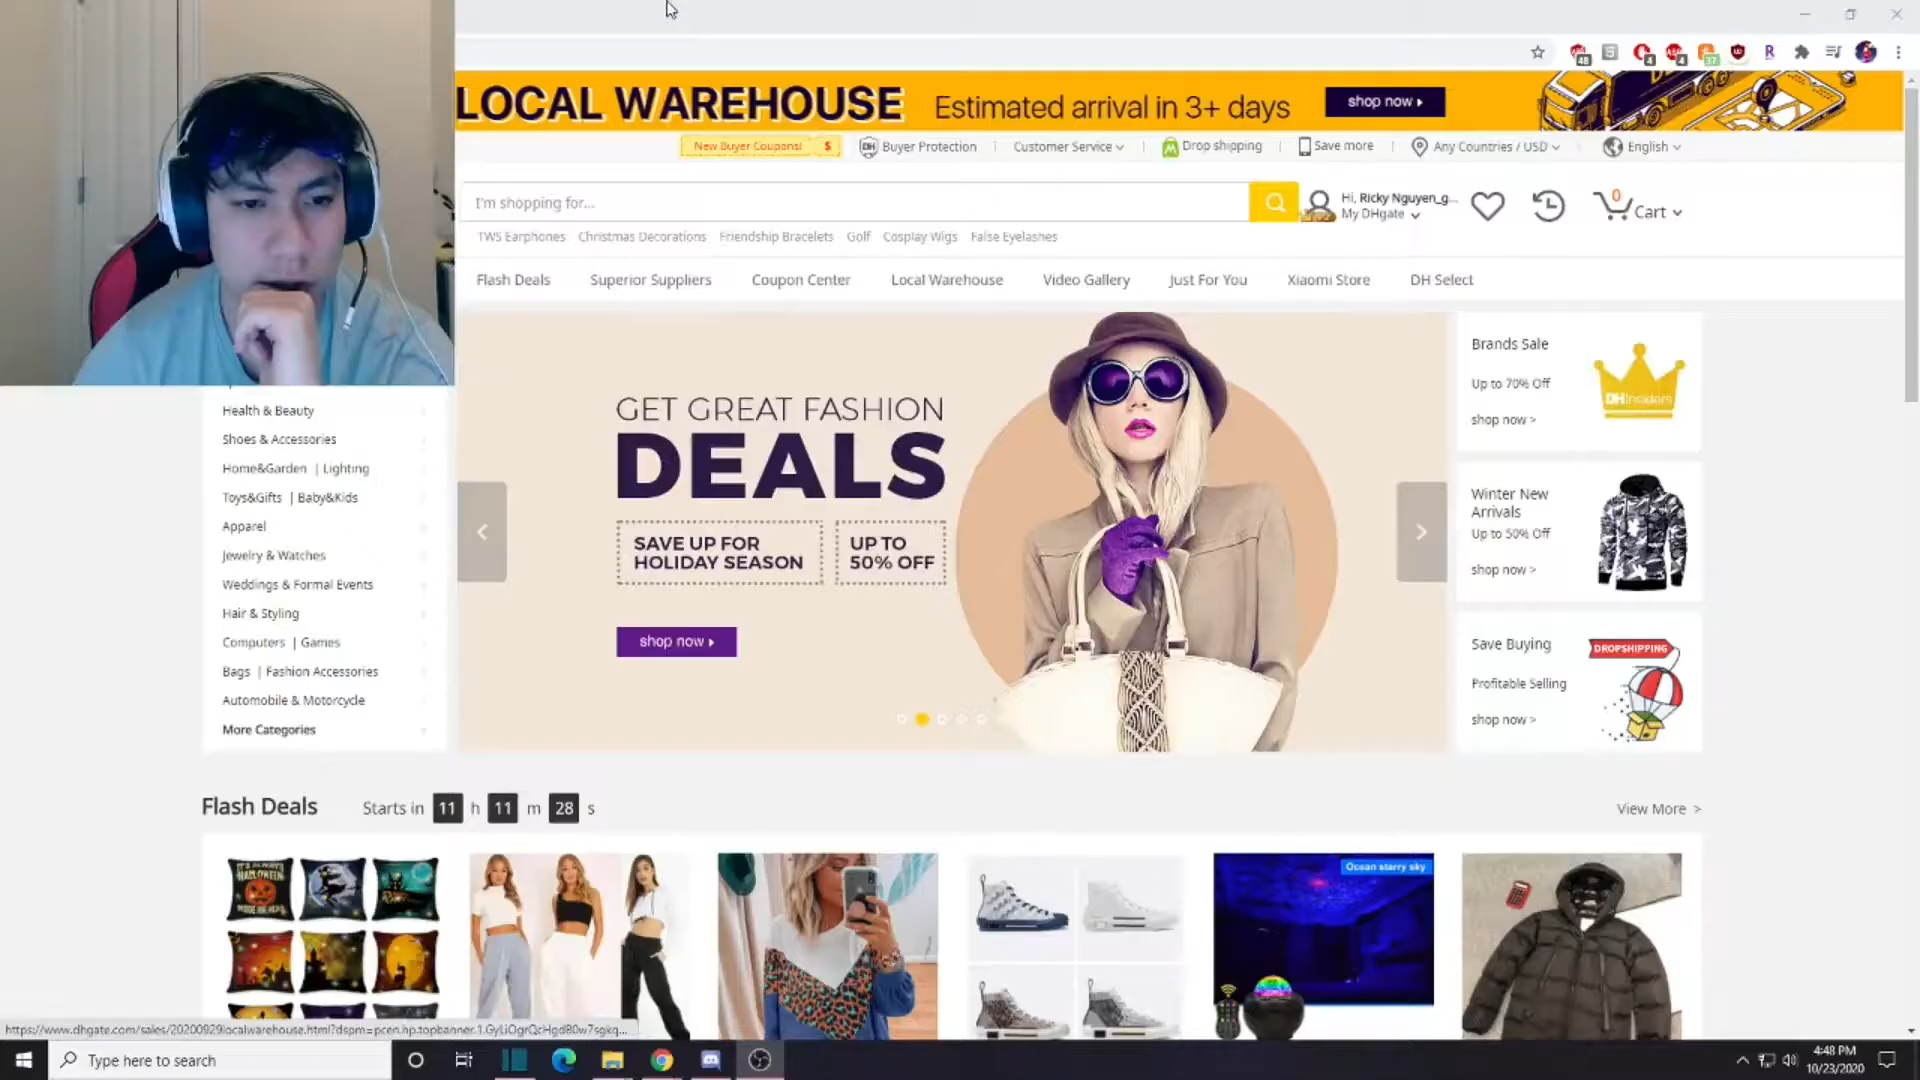 LOCAL WAREHOUSE Estimated arrival in 3+ days shop now
New Buyer Coupons! $ Buyer Protection Customer Service Drop shipping Save more Any Countries / USD English
I'm shopping for...
Hi, Ricky Nguyen_g...
My DHgate
0
Cart
TWS Earphones Christmas Decorations Friendship Bracelets Golf Cosplay Wigs False Eyelashes
Flash Deals Superior Suppliers Coupon Center Local Warehouse Video Gallery Just For You Xiaomi Store DH Select
Health & Beauty
Shoes & Accessories
Home&Garden | Lighting
Toys&Gifts | Baby&Kids
Apparel
Jewelry & Watches
Weddings & Formal Events
Hair & Styling
Computers | Games
Bags | Fashion Accessories
Automobile & Motorcycle
More Categories
GET GREAT FASHION
DEALS
SAVE UP FOR
HOLIDAY SEASON
UP TO
50% OFF
shop now
Brands Sale
Up to 70% Off
shop now >
DHInsiders
Winter New
Arrivals
Up to 50% Off
shop now >
Save Buying
Profitable Selling
shop now >
DROPSHIPPING
Flash Deals Starts in 11 h 11 m 28 s View More >
IT'S ALWAYS
HALLOWEEN
Ocean starry sky
Type here to search
4:48 PM
10/23/2020